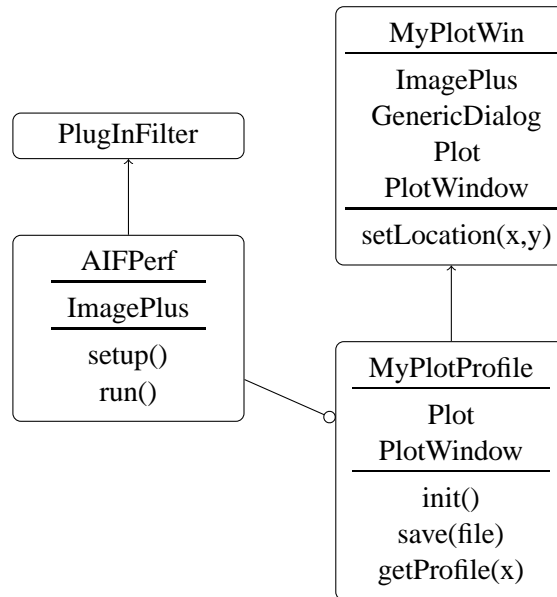 MyPlotWin
ImagePlus
GenericDialog
Plot
PlotWindow
setLocation(x,y)
PlugInFilter
AIFPerf
ImagePlus
setup()
run()
MyPlotProfile
Plot
PlotWindow
init()
save(file)
getProfile(x)